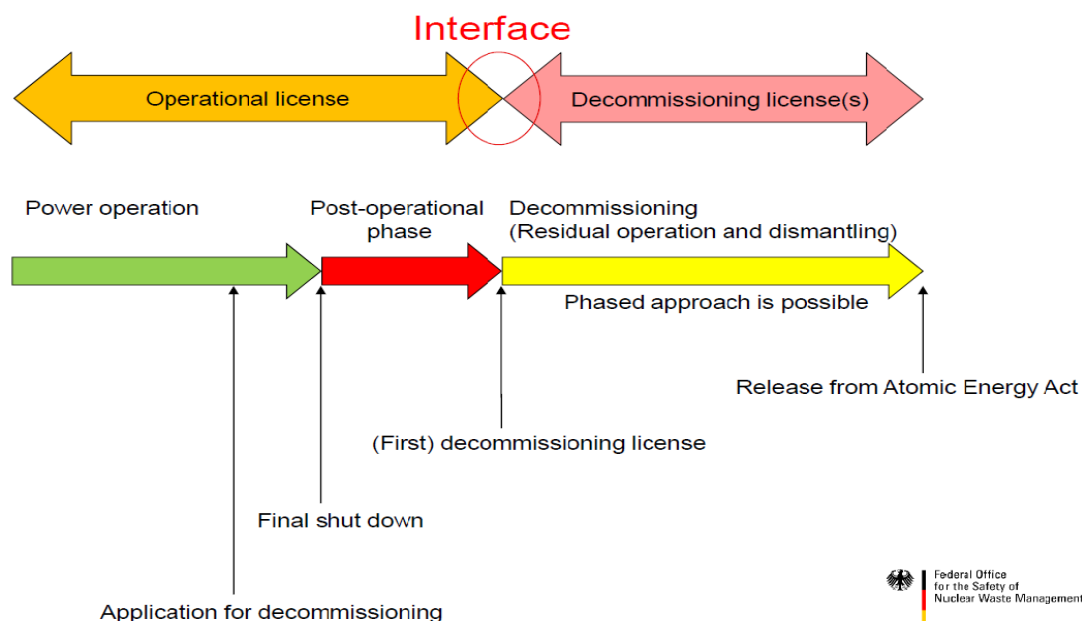 Interface
Operational license
Decommissioning license(s)
Power operation
Post-operational
phase
Decommissioning
(Residual operation and dismantling)
Phased approach is possible
Release from Atomic Energy Act
(First) decommissioning license
Final shut down
Application for decommissioning
Federal Office
for the Safety of
Nuclear Waste Management